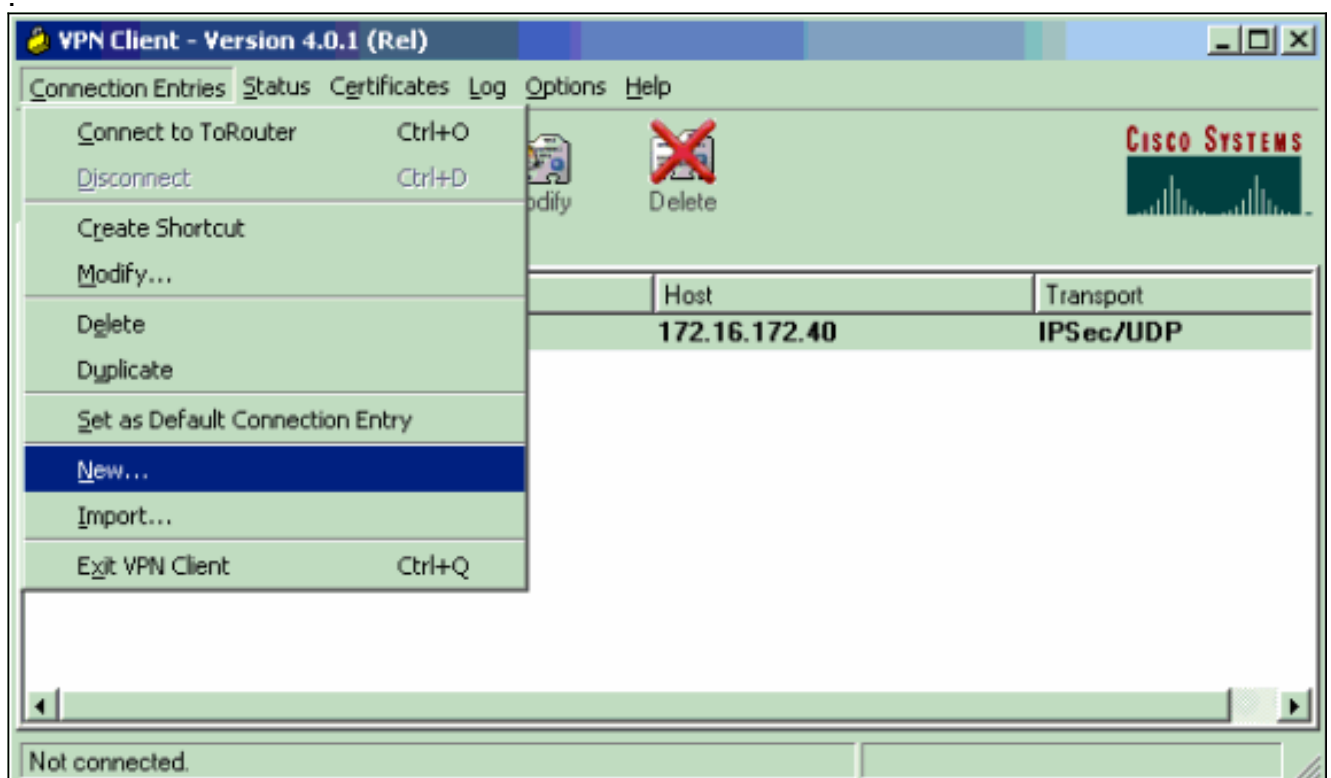 VPN Client - Version 4.0.1 (Rel)
Connection Entries Status Certificates Log Options Help
Connect to ToRouter Ctrl+O
Disconnect Ctrl+D
Create Shortcut
Modify...
Delete
Duplicate
Set as Default Connection Entry
New...
Import...
Exit VPN Client Ctrl+Q
odify
Delete
CISCO SYSTEMS
Host
Transport
172.16.172.40
IPSec/UDP
Not connected.